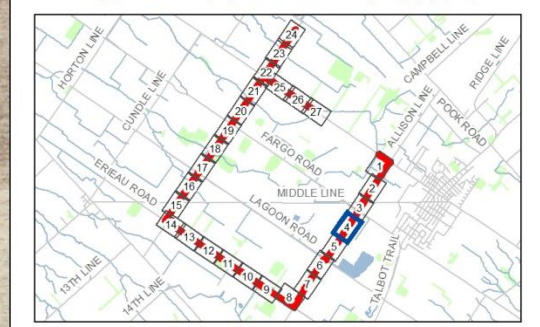 24
23
22
21
25
26
27
20
19
18
17
16
15
14
13
12
11
10
9
8
7
6
5
4
3
2
1
HORTON LINE
CUNDLE LINE
CAMPBELL LINE
RIDGE LINE
ALLISON LINE
POCK ROAD
FARGO ROAD
ERIEAU ROAD
MIDDLE LINE
LAGOON ROAD
TALBOT TRAIL
13TH LINE
14TH LINE